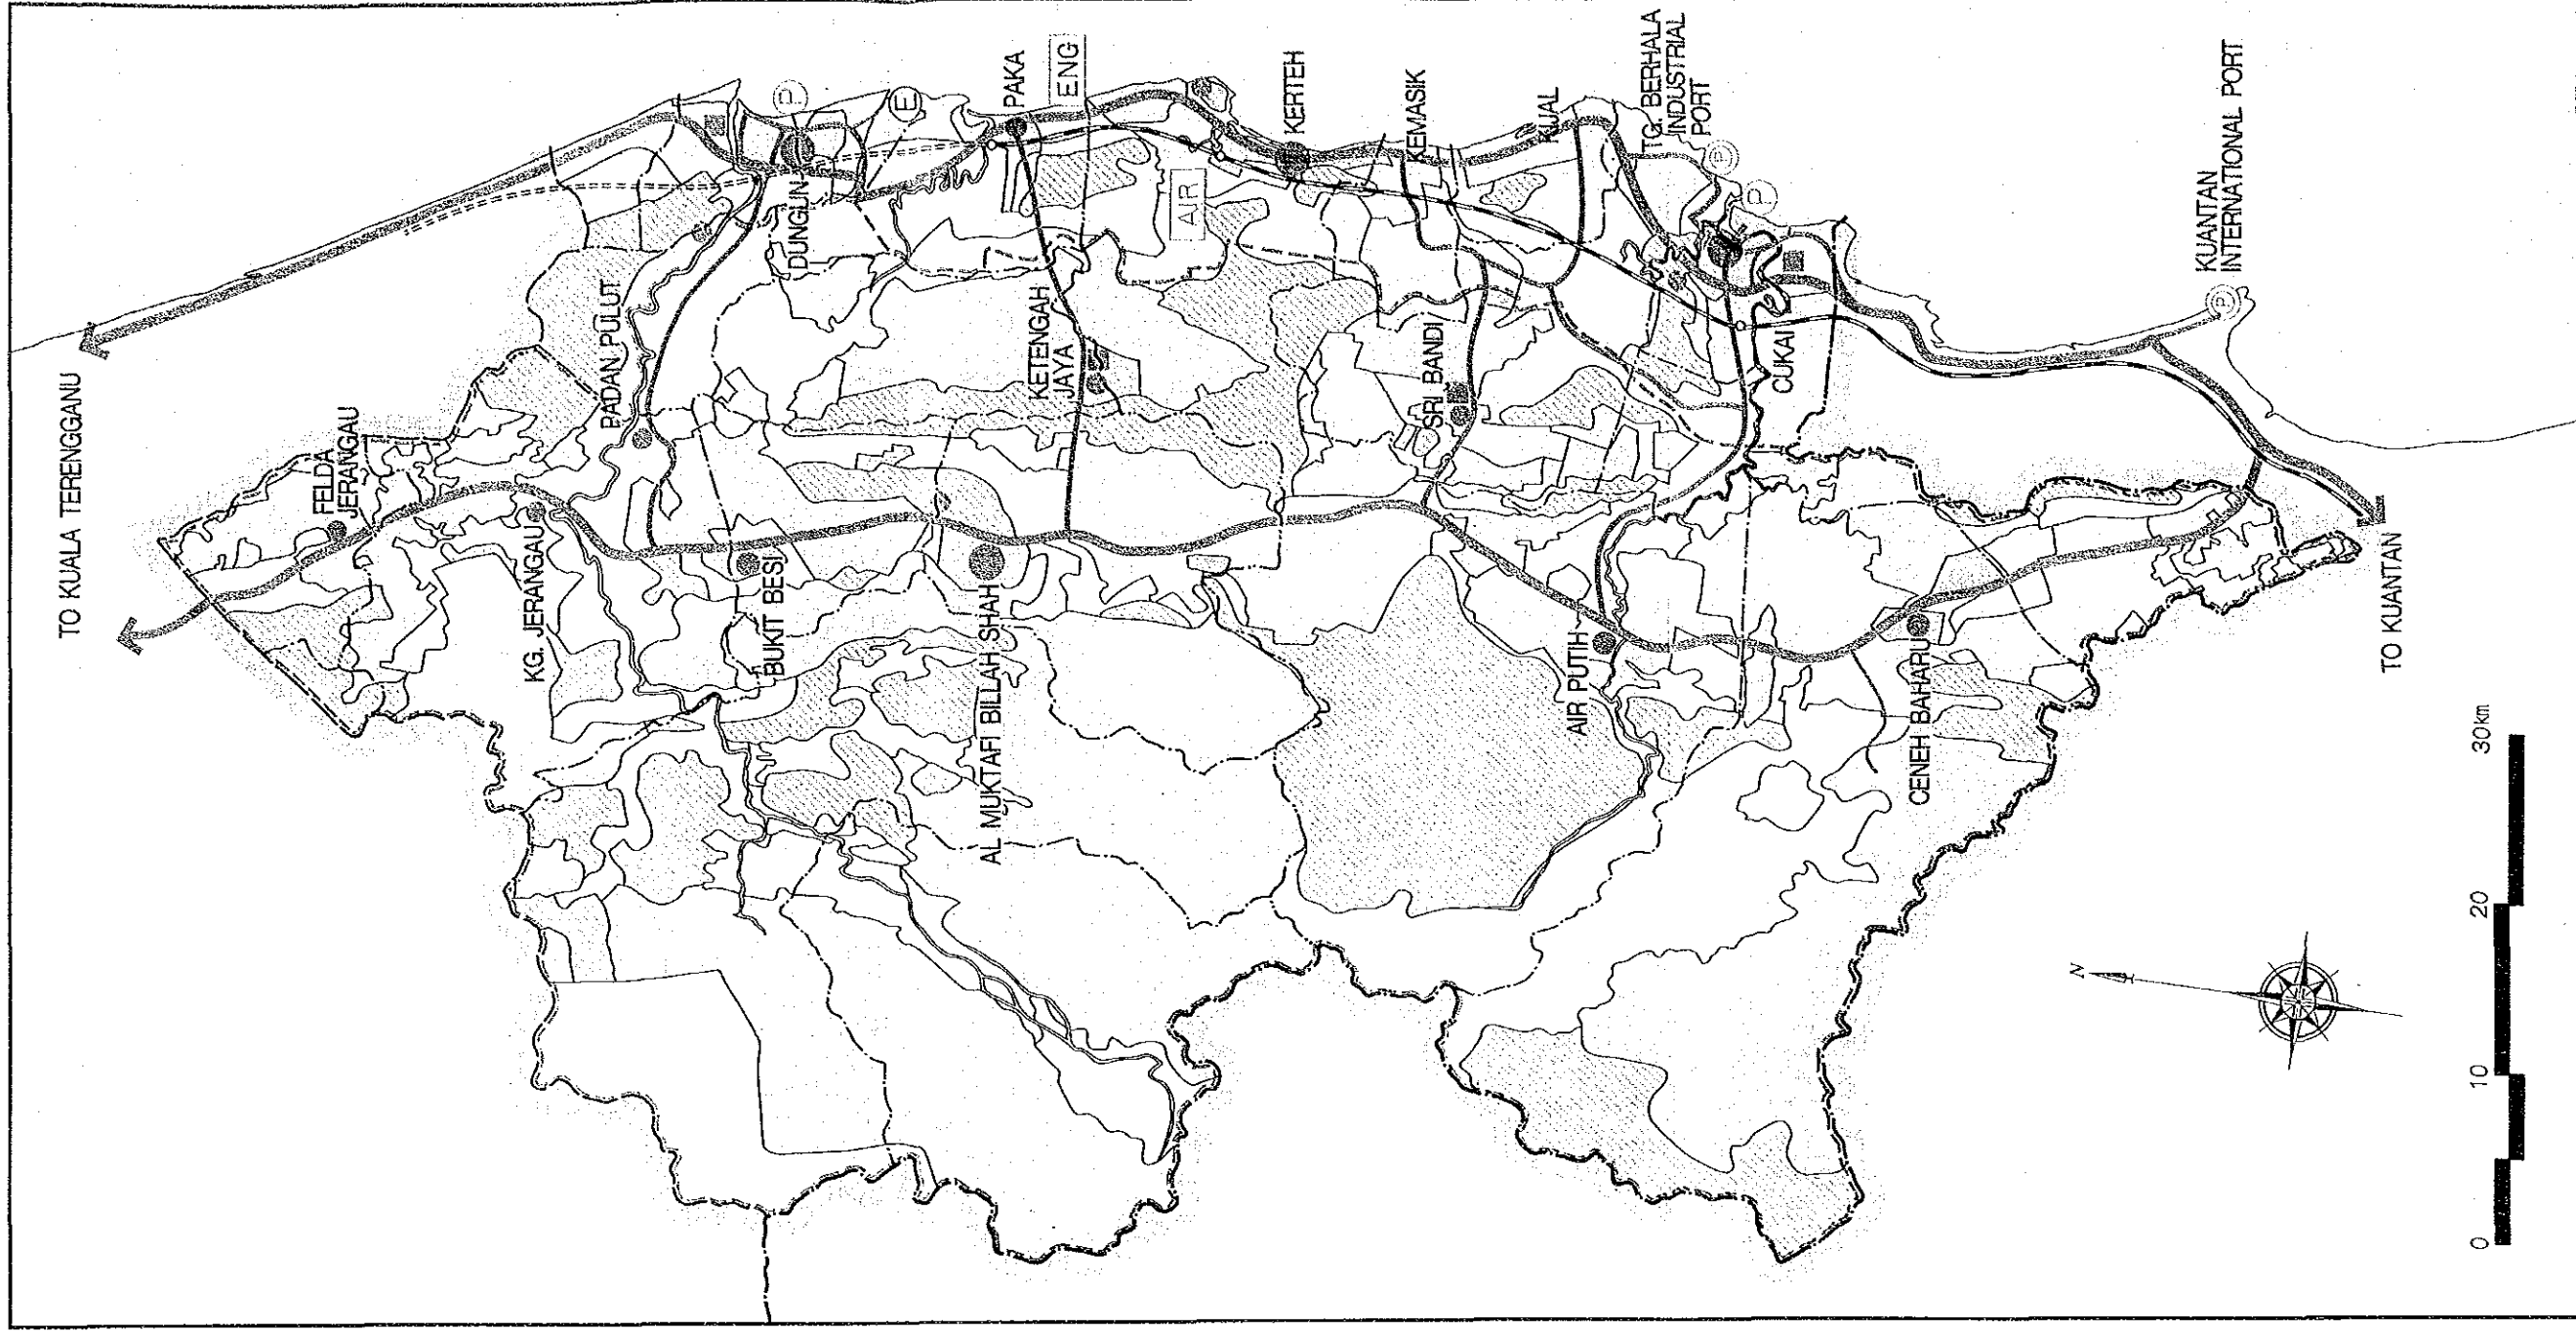 TO KUALA TERENGGANU
FELDA
JERANGAU
KG. JERANGAU
PADAN PULUT
DUNGUN
P
E
BUKIT BESI
AL MUKTAFI BILLAH SHAH
KETENGAH
JAYA
PAKA
ENG
AR
KERTEH
KEMASIK
SRI BANDI
KIJAL
TG. BERHALA
INDUSTRIAL
PORT
P
P
CUKAI
AIR PUTIH
CENEH BAHARU
KUANTAN
INTERNATIONAL PORT
P
TO KUANTAN
N
0 10 20 30km